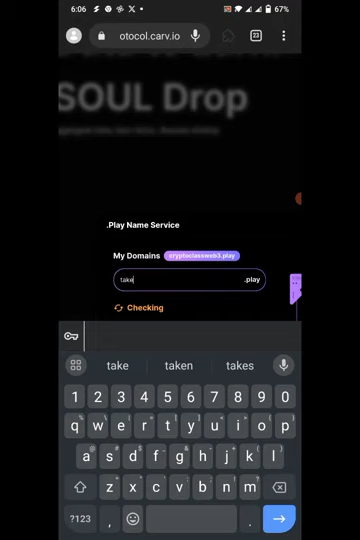 6:06
67%
otocol.carv.io
23
SOUL Drop
.Play Name Service
My Domains cryptoclassweb3.play
take .play
Checking
take taken takes
1 2 3 4 5 6 7 8 9 0
q w e r t y u i o p
a s d f g h j k l
z x c v b n m
?123 , .